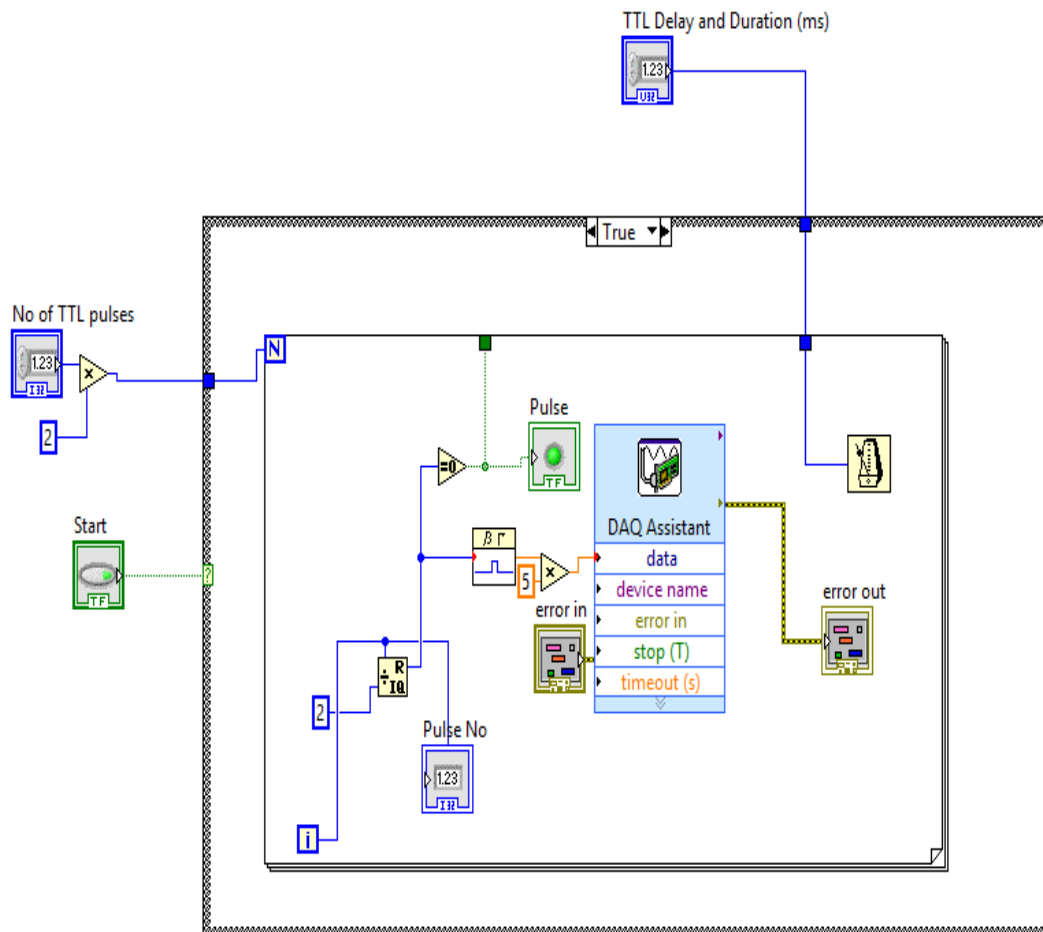 TTL Delay and Duration (ms)
1.23
U32
True
No of TTL pulses
1.23
I32
×
2
N
Pulse
TF
=0
DAQ Assistant
data
device name
error in
stop (T)
timeout (s)
Start
TF
?
5
×
error in
error out
R
IQ
2
Pulse No
1.23
I32
i